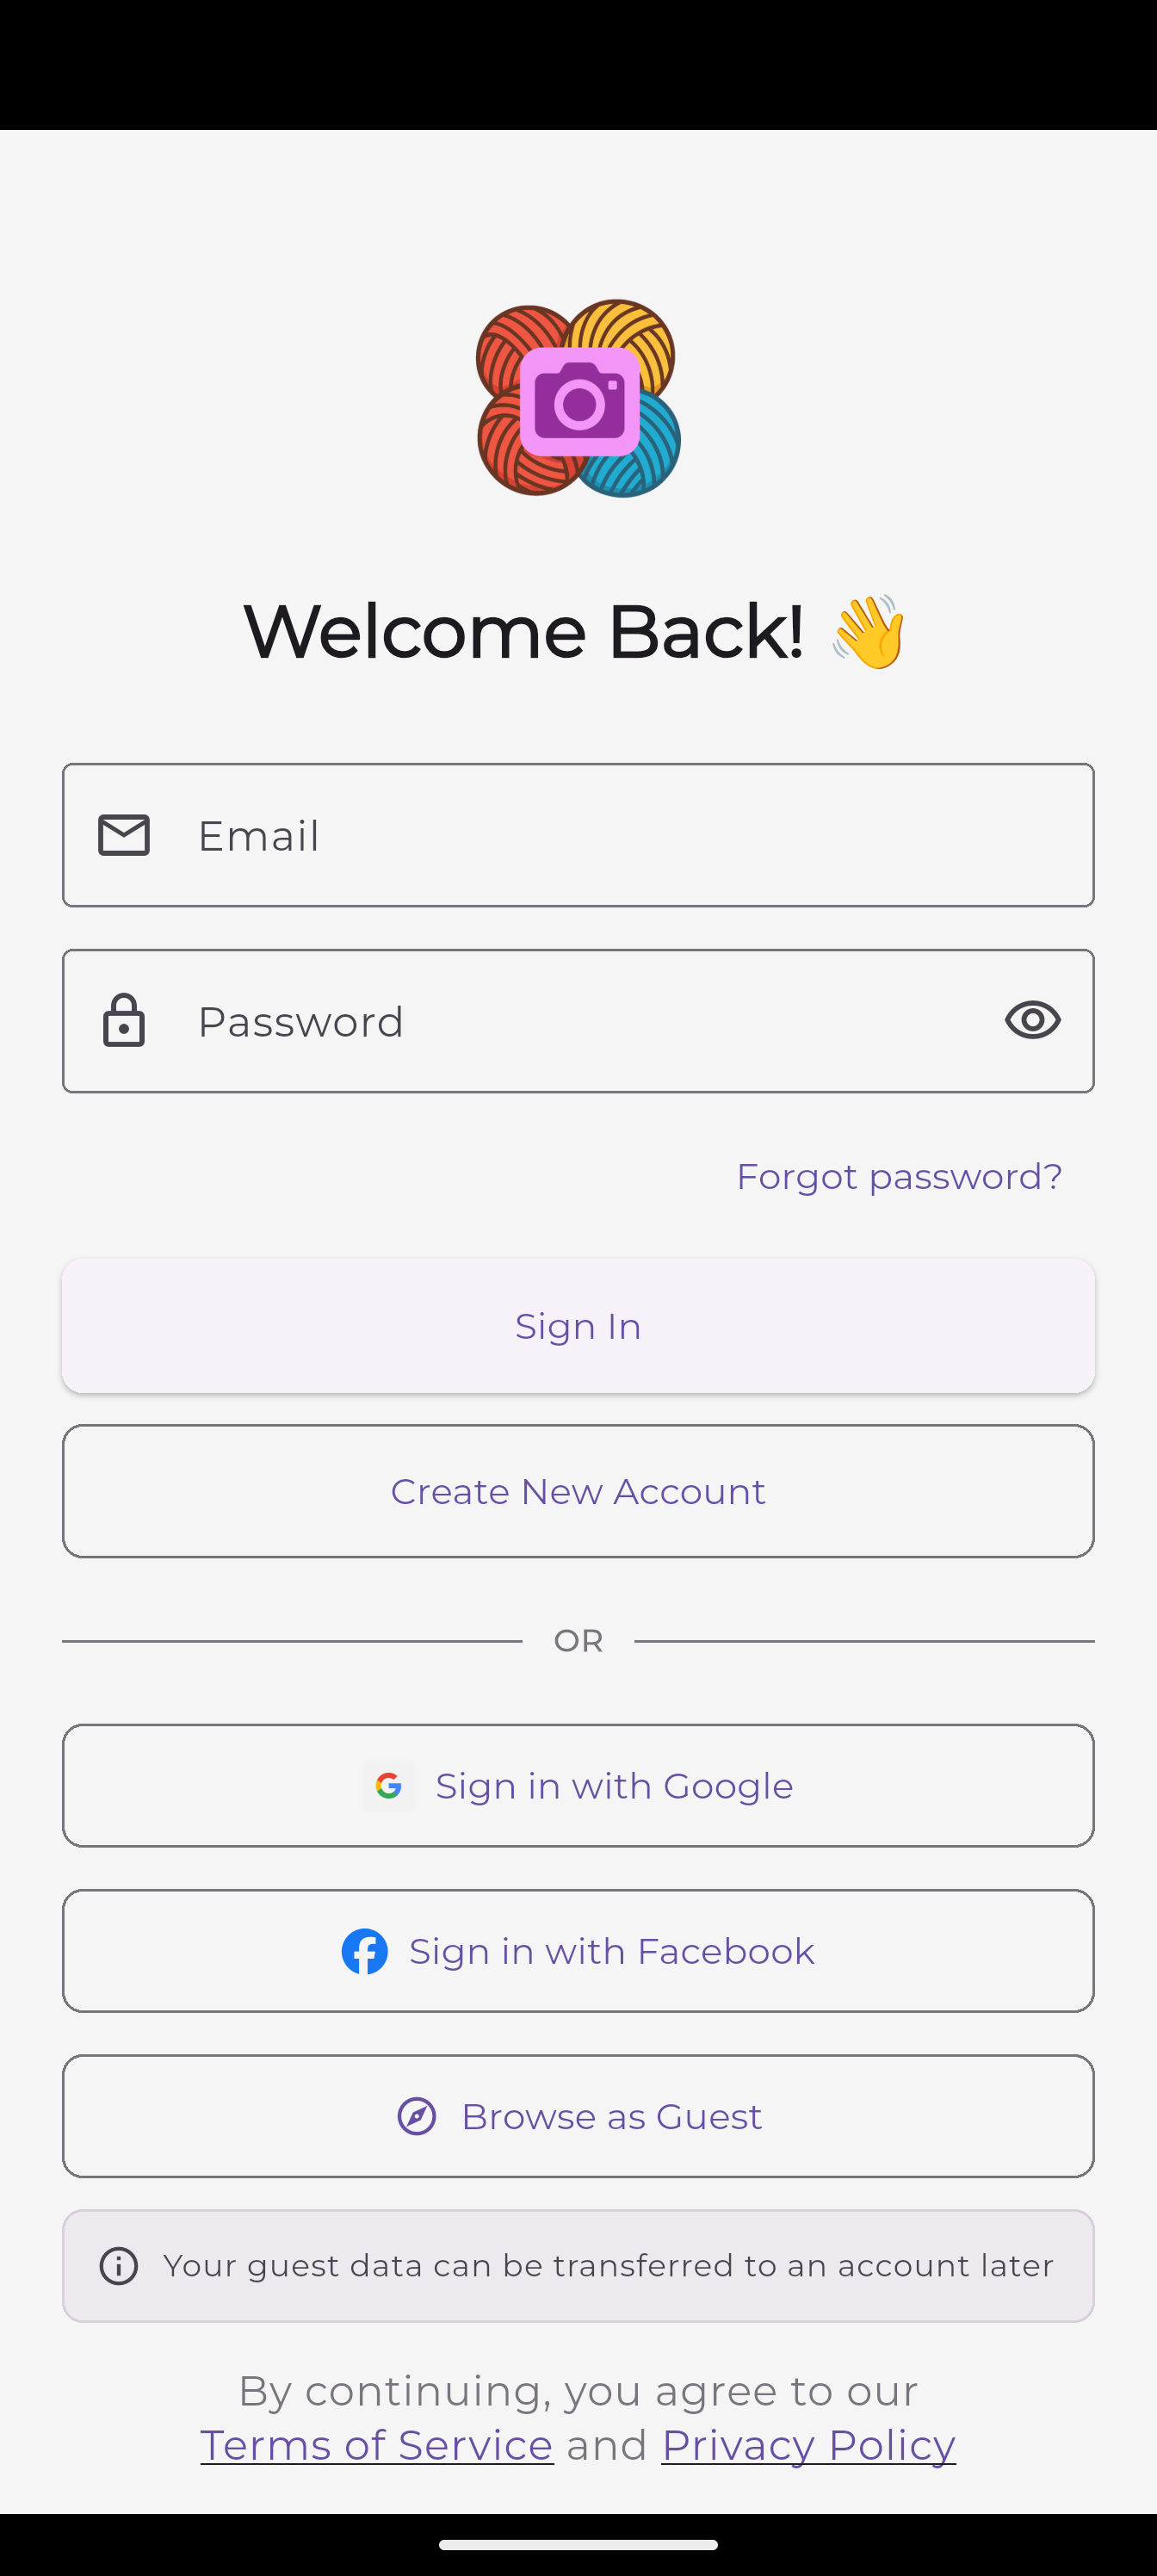 Welcome Back! 👋
Email
Password
Forgot password?
Sign In
Create New Account
OR
Sign in with Google
Sign in with Facebook
Browse as Guest
Your guest data can be transferred to an account later
By continuing, you agree to our
Terms of Service and Privacy Policy